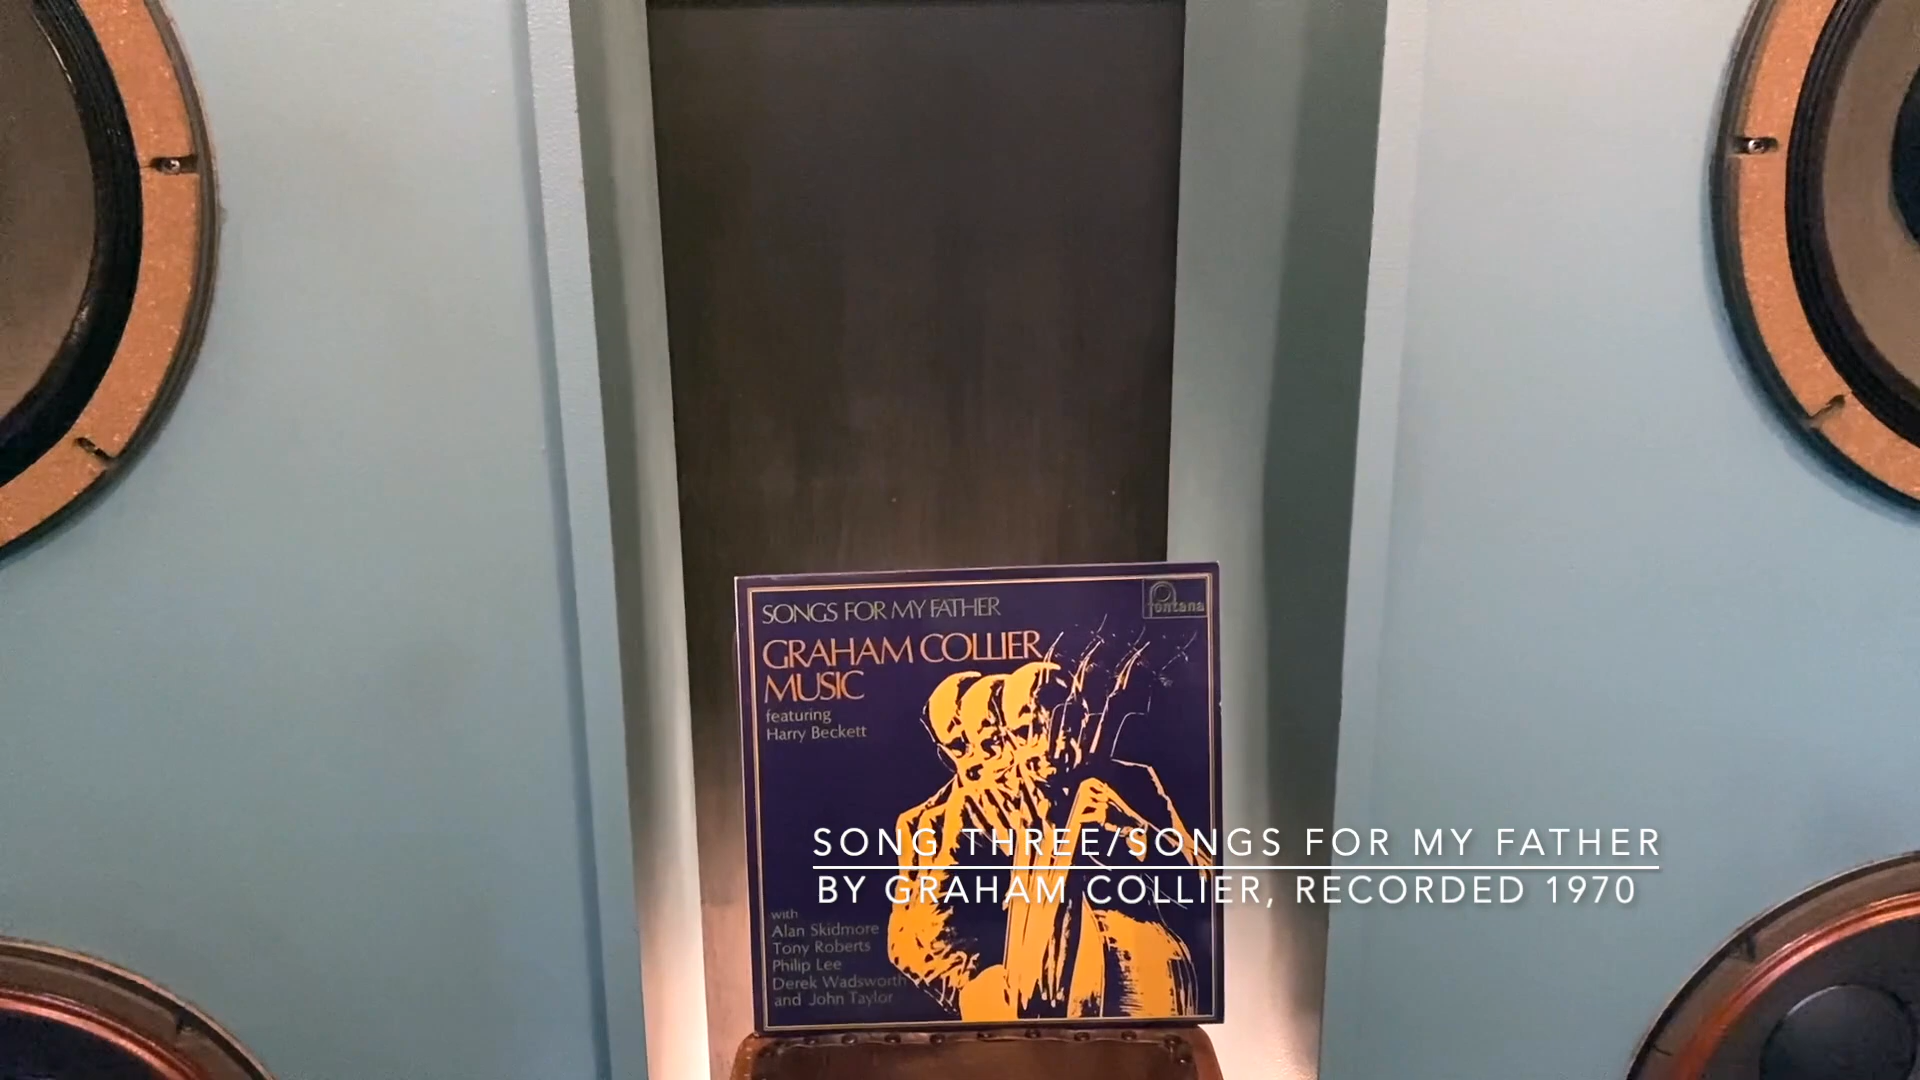 SONGS FOR MY FATHER
fontana
GRAHAM COLLIER
MUSIC
featuring
Harry Beckett
SONG THREE/SONGS FOR MY FATHER
BY GRAHAM COLLIER, RECORDED 1970
with
Alan Skidmore
Tony Roberts
Philip Lee
Derek Wadsworth
and John Taylor